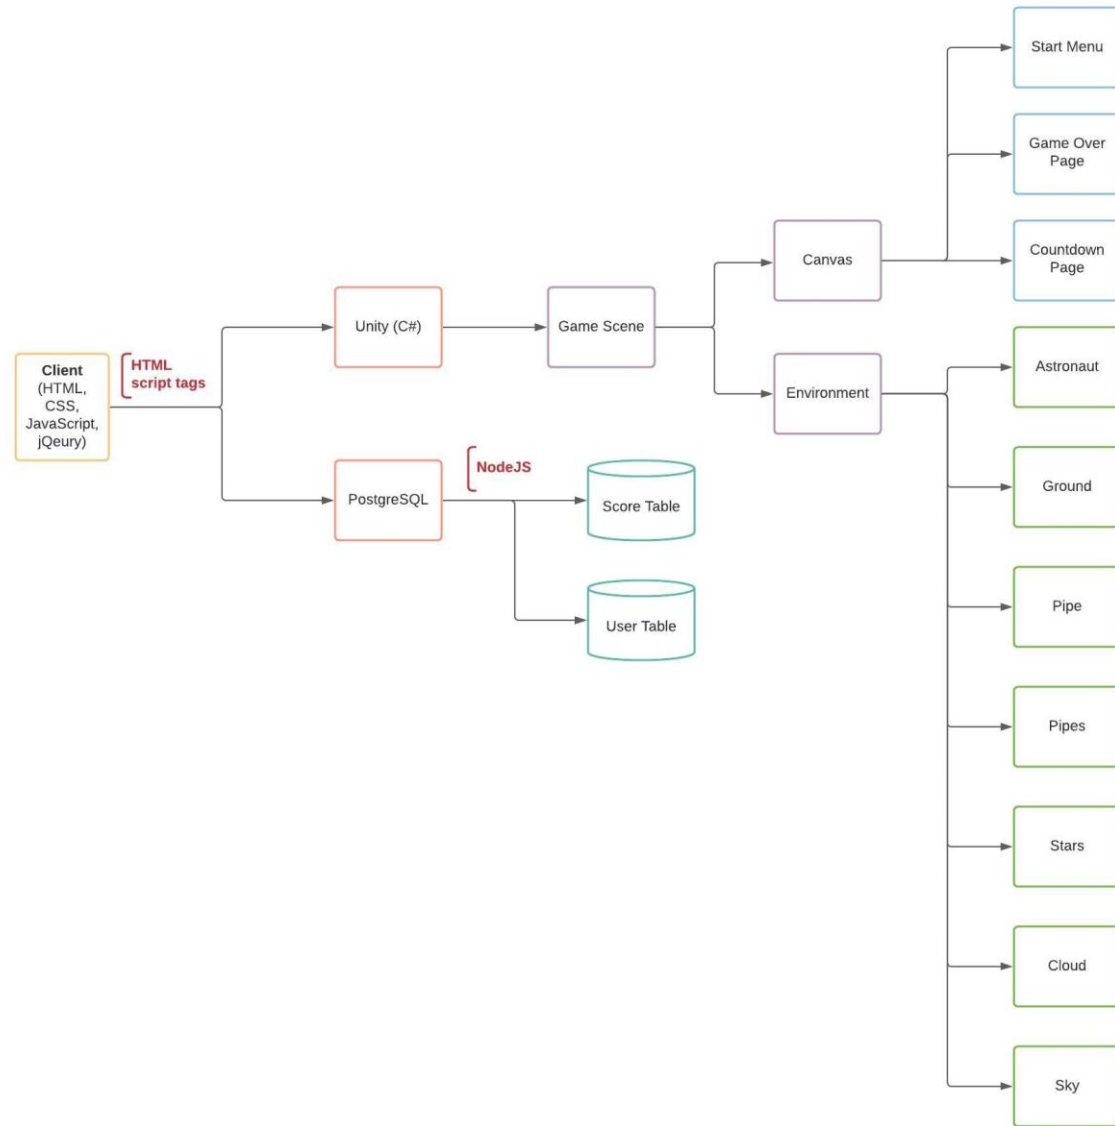 Start Menu
Game Over
Page
Countdown
Page
Canvas
Unity (C#)
Game Scene
Environment
Astronaut
Client
(HTML,
CSS,
JavaScript,
jQeury)
HTML
script tags
NodeJS
PostgreSQL
Score Table
User Table
Ground
Pipe
Pipes
Stars
Cloud
Sky